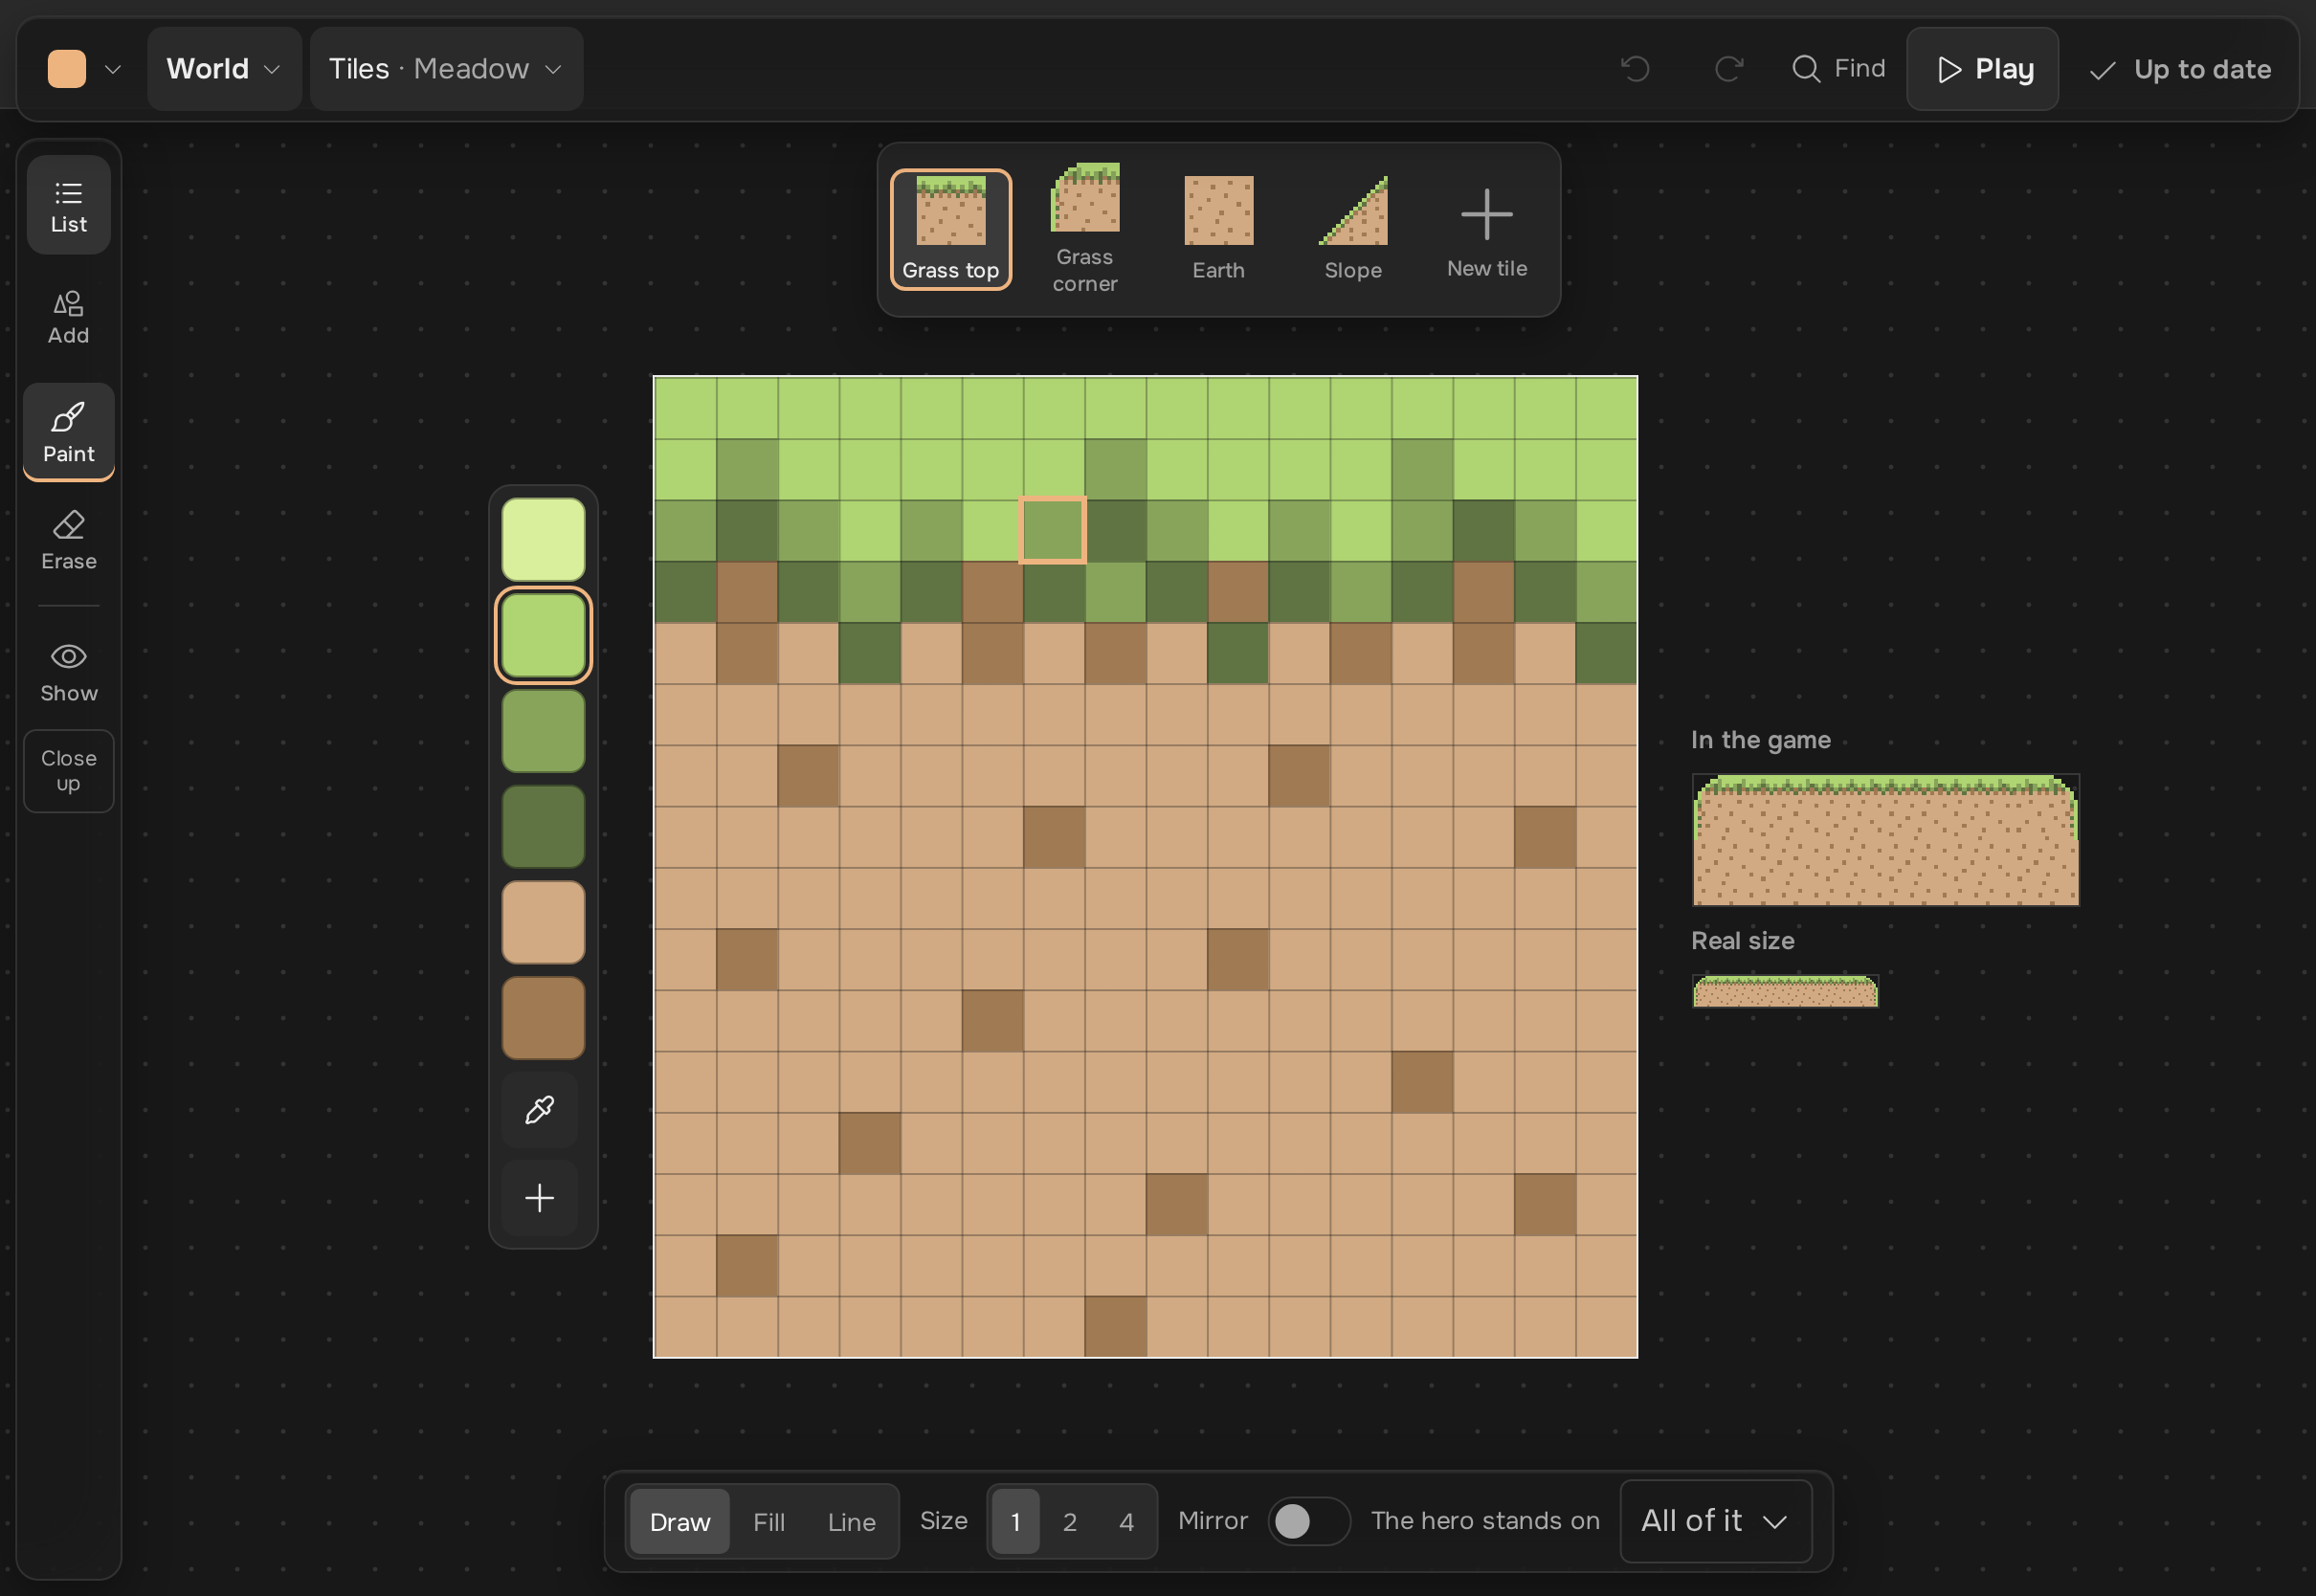 World
Tiles · Meadow
Find
Play
Up to date
List
Add
Paint
Erase
Show
Close
up
Grass top
Grass
corner
Earth
Slope
New tile
In the game
Real size
Draw
Fill
Line
Size
1
2
4
Mirror
The hero stands on
All of it